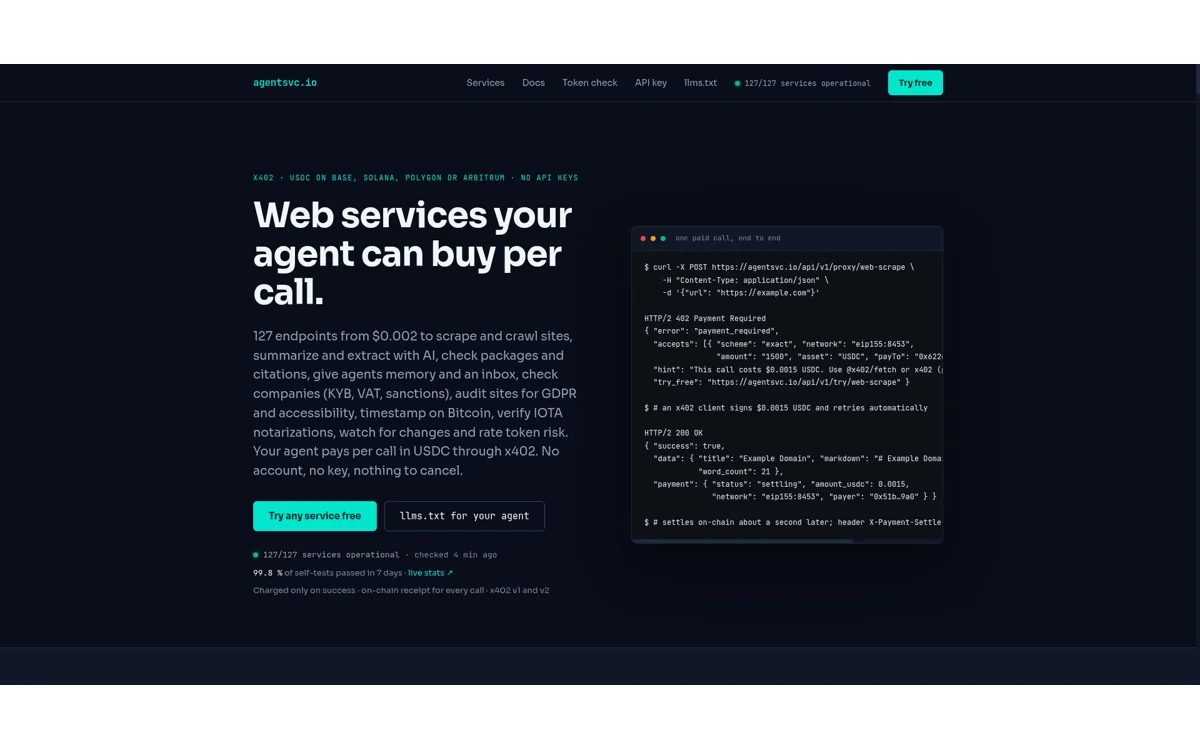 agentsvc.io
Services
Docs
Token check
API key
llms.txt
127/127 services operational
Try free
X402 · USDC ON BASE, SOLANA, POLYGON OR ARBITRUM · NO API KEYS
Web services your
agent can buy per
call.
127 endpoints from $0.002 to scrape and crawl sites,
summarize and extract with AI, check packages and
citations, give agents memory and an inbox, check
companies (KYB, VAT, sanctions), audit sites for GDPR
and accessibility, timestamp on Bitcoin, verify IOTA
notarizations, watch for changes and rate token risk.
Your agent pays per call in USDC through x402. No
account, no key, nothing to cancel.
Try any service free
llms.txt for your agent
127/127 services operational · checked 4 min ago
99.8 % of self-tests passed in 7 days · live stats ↗
Charged only on success · on-chain receipt for every call · x402 v1 and v2
one paid call, end to end
$ curl -X POST https://agentsvc.io/api/v1/proxy/web-scrape \
-H "Content-Type: application/json" \
-d '{"url": "https://example.com"}'
HTTP/2 402 Payment Required
{ "error": "payment_required",
"accepts": [{ "scheme": "exact", "network": "eip155:8453",
"amount": "1500", "asset": "USDC", "payTo": "0x622
"hint": "This call costs $0.0015 USDC. Use @x402/fetch or x402 (
"try_free": "https://agentsvc.io/api/v1/try/web-scrape" }
$ # an x402 client signs $0.0015 USDC and retries automatically
HTTP/2 200 OK
{ "success": true,
"data": { "title": "Example Domain", "markdown": "# Example Doma
"word_count": 21 },
"payment": { "status": "settling", "amount_usdc": 0.0015,
"network": "eip155:8453", "payer": "0x51b…9a0" } }
$ # settles on-chain about a second later; header X-Payment-Settle